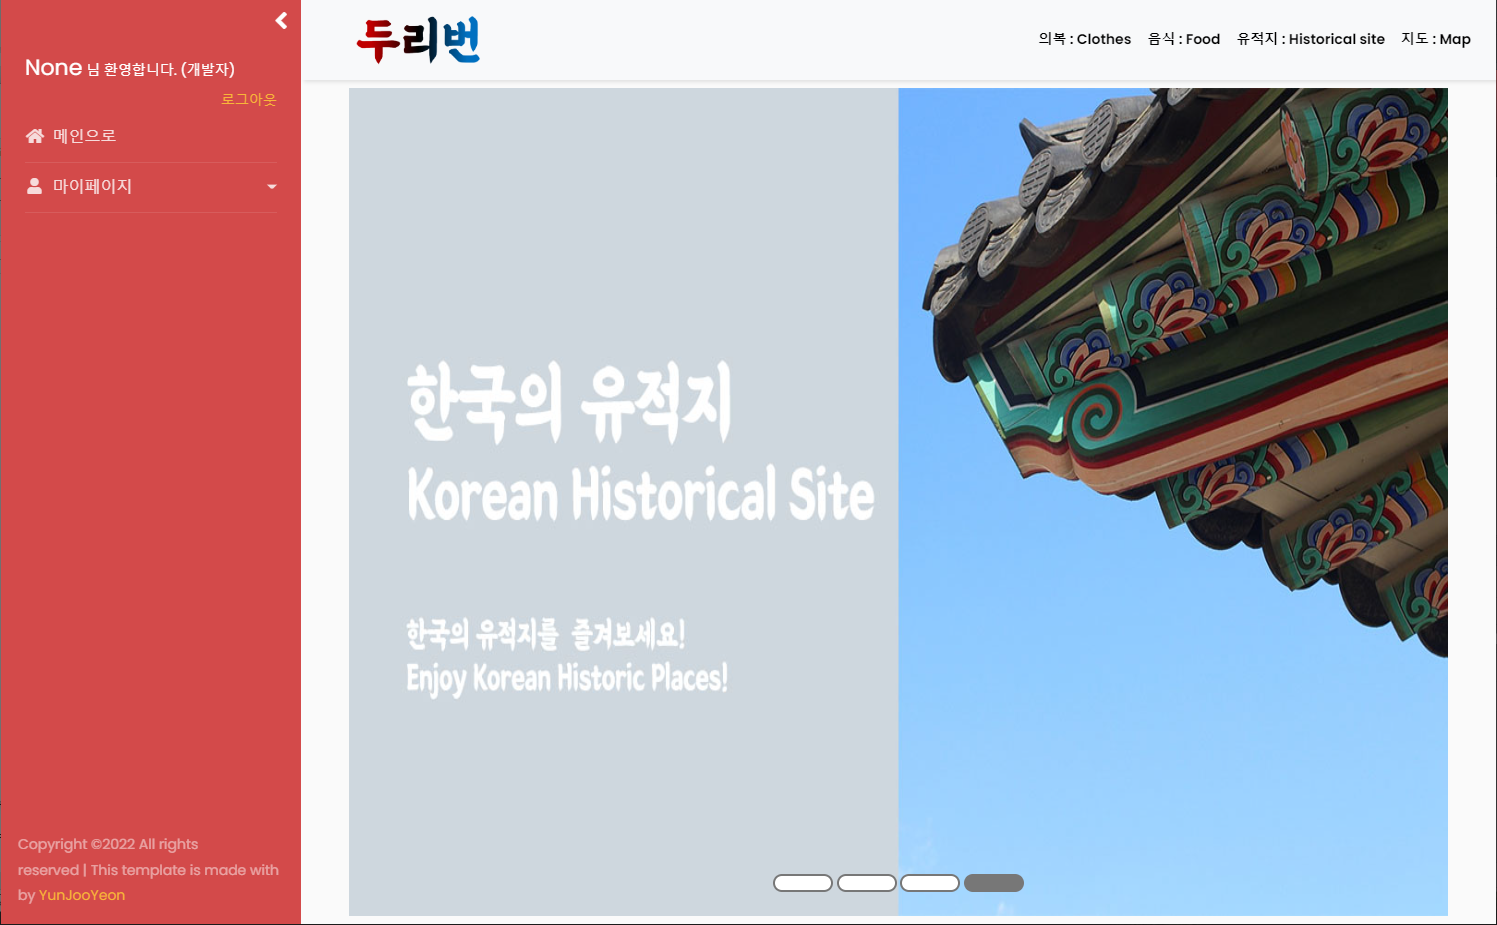 None 님 환영합니다. (개발자)
로그아웃
메인으로
마이페이지
Copyright ©2022 All rights
reserved | This template is made with
by YunJooYeon
두리번
의복 : Clothes 음식 : Food 유적지 : Historical site 지도 : Map
한국의 유적지
Korean Historical Site
한국의 유적지를 즐겨보세요!
Enjoy Korean Historic Places!